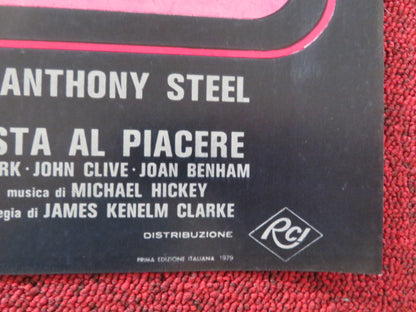 ANTHONY STEEL
STA AL PIACERE
RK · JOHN CLIVE · JOAN BENHAM
musica di MICHAEL HICKEY
egia di JAMES KENELM CLARKE
DISTRIBUZIONE RCI
PRIMA EDIZIONE ITALIANA 1979